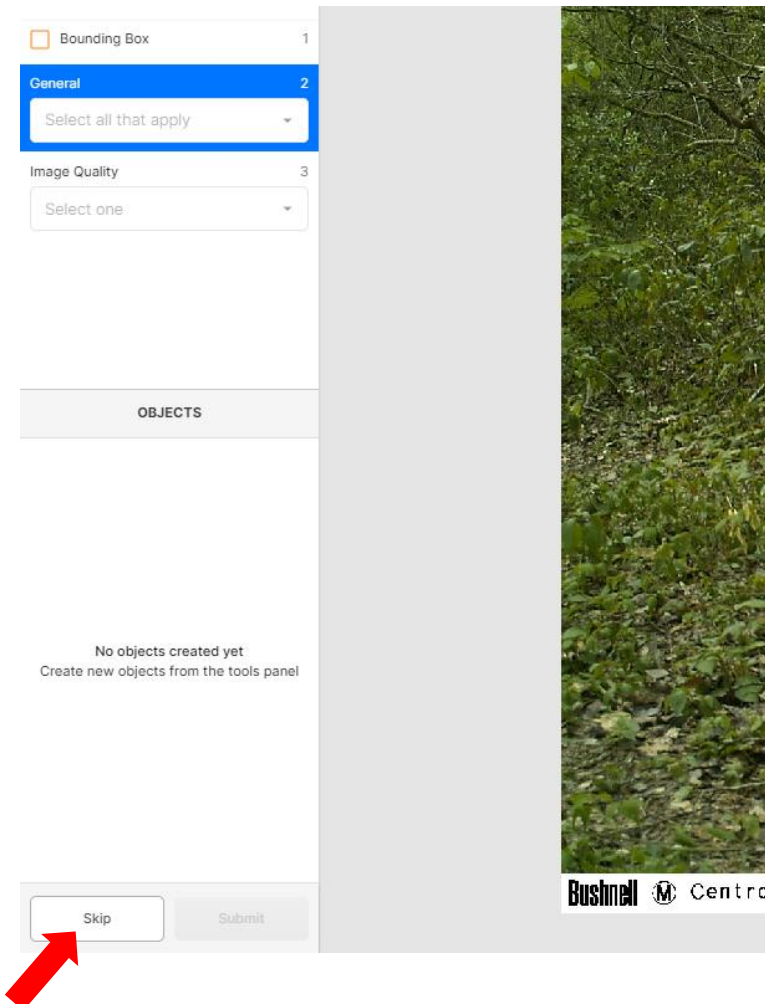 Bounding Box 1
General 2
Select all that apply
Image Quality 3
Select one
OBJECTS
No objects created yet
Create new objects from the tools panel
Skip Submit
Bushnell M Centro